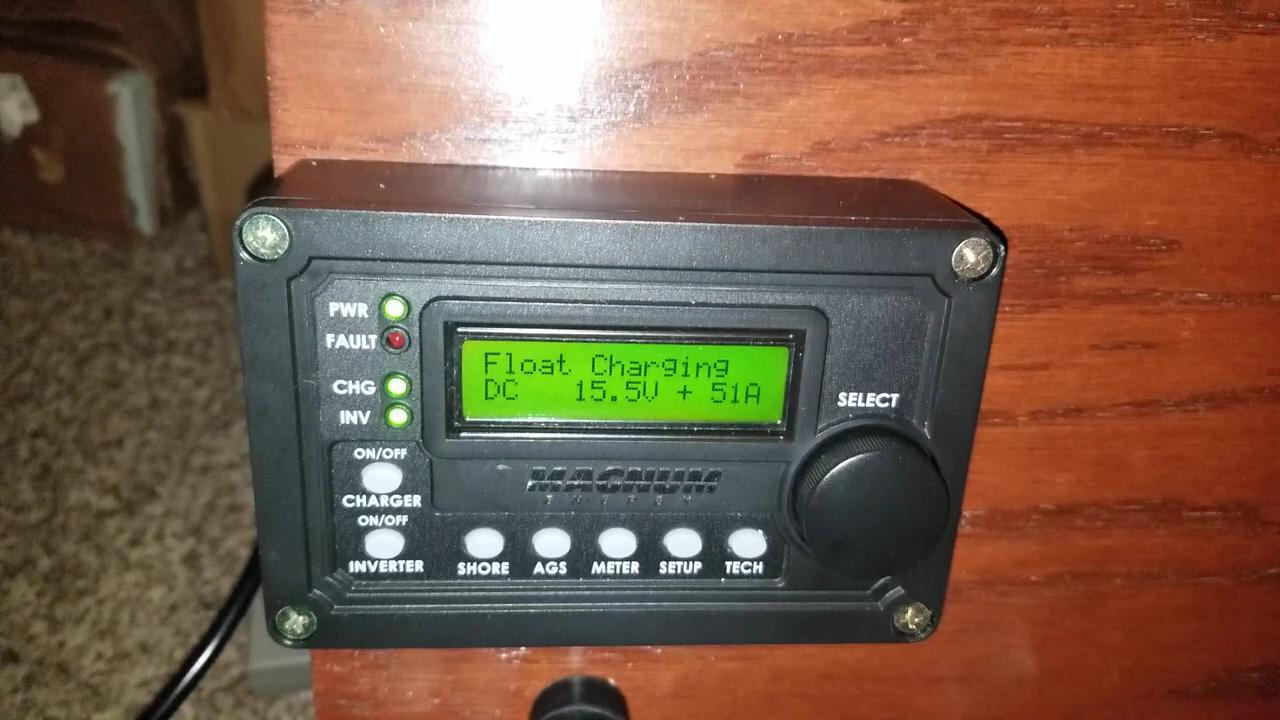 PWR
FAULT
CHG
INV
Float Charging
DC 15.5V + 51A
SELECT
ON/OFF
CHARGER
ON/OFF
INVERTER
MAGNUM
ENERGY
SHORE
AGS
METER
SETUP
TECH